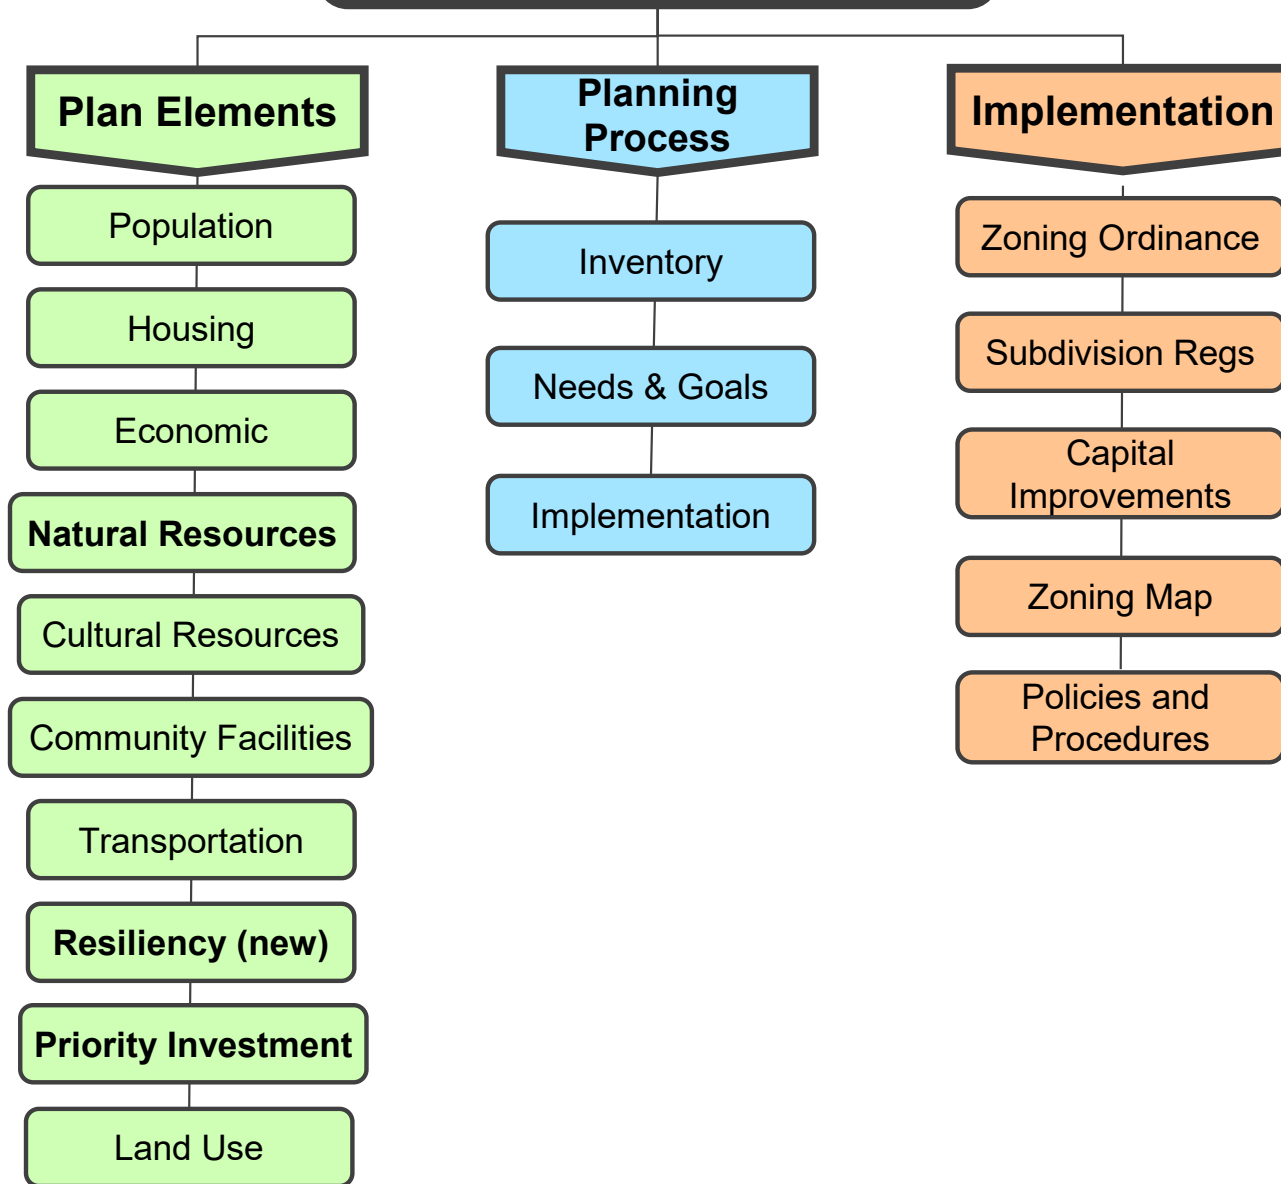 Plan Elements
Population
Housing
Economic
Natural Resources
Cultural Resources
Community Facilities
Transportation
Resiliency (new)
Priority Investment
Land Use
Planning
Process
Inventory
Needs & Goals
Implementation
Implementation
Zoning Ordinance
Subdivision Regs
Capital
Improvements
Zoning Map
Policies and
Procedures